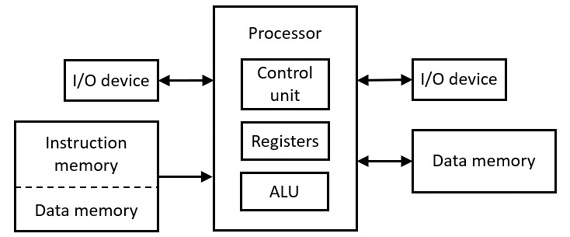 Processor
Control
unit
Registers
ALU
I/O device
Instruction
memory
Data memory
I/O device
Data memory